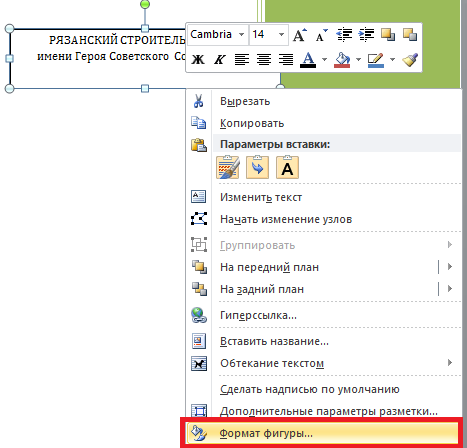 Cambria 14
РЯЗАНСКИЙ СТРОИТЕЛЬ
имени Героя Советского Со
Ж К А
Вырезать
Копировать
Параметры вставки:
A
Изменить текст
Начать изменение узлов
Группировать
На передний план
На задний план
Гиперссылка...
Вставить название...
Обтекание текстом
Сделать надписью по умолчанию
Дополнительные параметры разметки...
Формат фигуры...